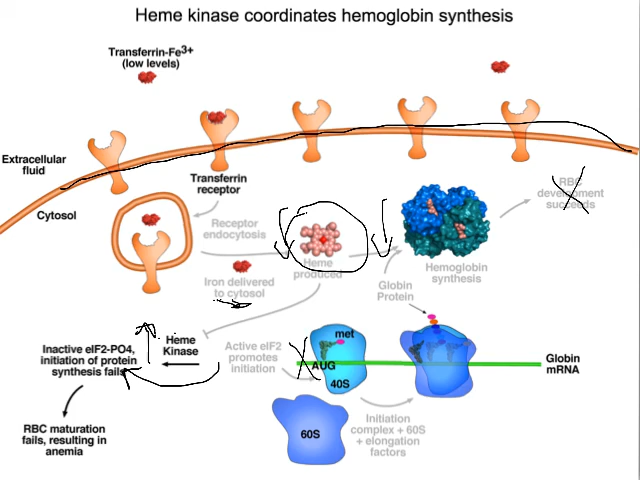 Heme kinase coordinates hemoglobin synthesis
Transferrin-Fe3+
(low levels)
Extracellular
fluid
Transferrin
receptor
Cytosol
Receptor
endocytosis
Iron delivered
to cytosol
Heme
produced
Hemoglobin
synthesis
RBC
development
succeeds
Globin
Protein
Heme
Kinase
Inactive eIF2-PO4,
initiation of protein
synthesis fails
Active eIF2
promotes
initiation
met
AUG
40S
Globin
mRNA
RBC maturation
fails, resulting in
anemia
60S
Initiation
complex + 60S
+ elongation
factors